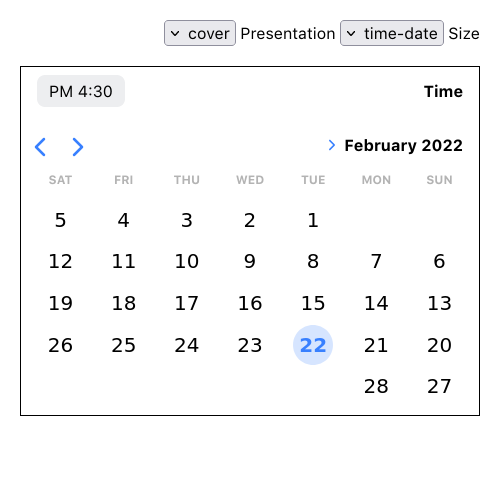 cover Presentation time-date Size
PM 4:30 Time
February 2022
SAT FRI THU WED TUE MON SUN
5 4 3 2 1
12 11 10 9 8 7 6
19 18 17 16 15 14 13
26 25 24 23 22 21 20
28 27